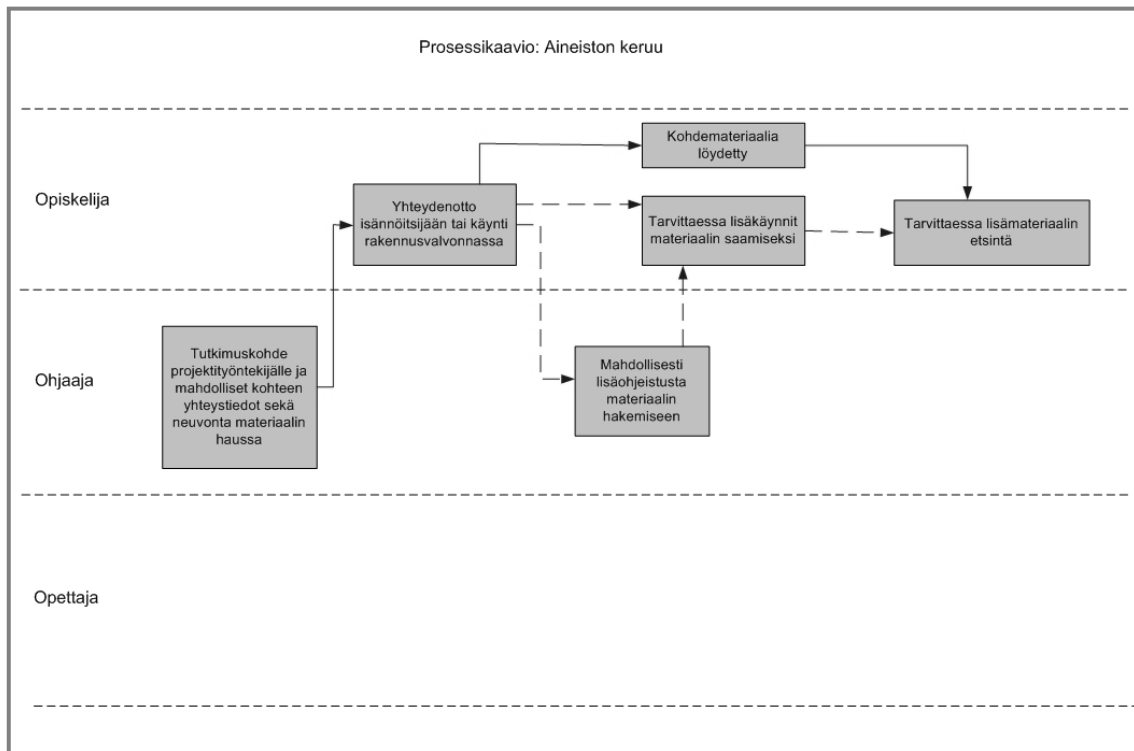 Prosessikaavio: Aineiston keruu
Opiskelija
Kohdemateriaalia
löydetty
Yhteydenotto
isännöitsijään tai käynti
rakennusvalvonnassa
Tarvittaessa lisäkäynnit
materiaalin saamiseksi
Tarvittaessa lisämateriaalin
etsintä
Ohjaaja
Tutkimuskohde
projektityöntekijälle ja
mahdolliset kohteen
yhteystiedot sekä
neuvonta materiaalin
haussa
Mahdollisesti
lisäohjeistusta
materiaalin
hakemiseen
Opettaja